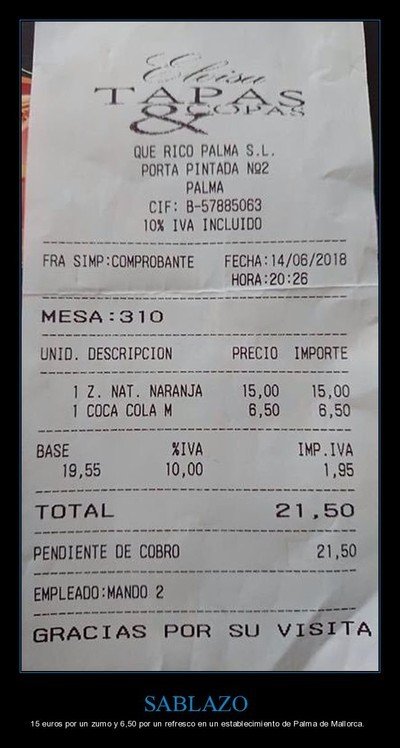 Elvisa
TAPAS
& COPAS
QUE RICO PALMA S.L.
PORTA PINTADA Nº2
PALMA
CIF: B-57885063
10% IVA INCLUIDO
FRA SIMP:COMPROBANTE FECHA:14/06/2018
HORA:20:26
MESA:310
UNID. DESCRIPCION PRECIO IMPORTE
1 Z. NAT. NARANJA 15,00 15,00
1 COCA COLA M 6,50 6,50
BASE %IVA IMP.IVA
19,55 10,00 1,95
TOTAL 21,50
PENDIENTE DE COBRO 21,50
EMPLEADO:MANDO 2
GRACIAS POR SU VISITA
SABLAZO
15 euros por un zumo y 6,50 por un refresco en un establecimiento de Palma de Mallorca.